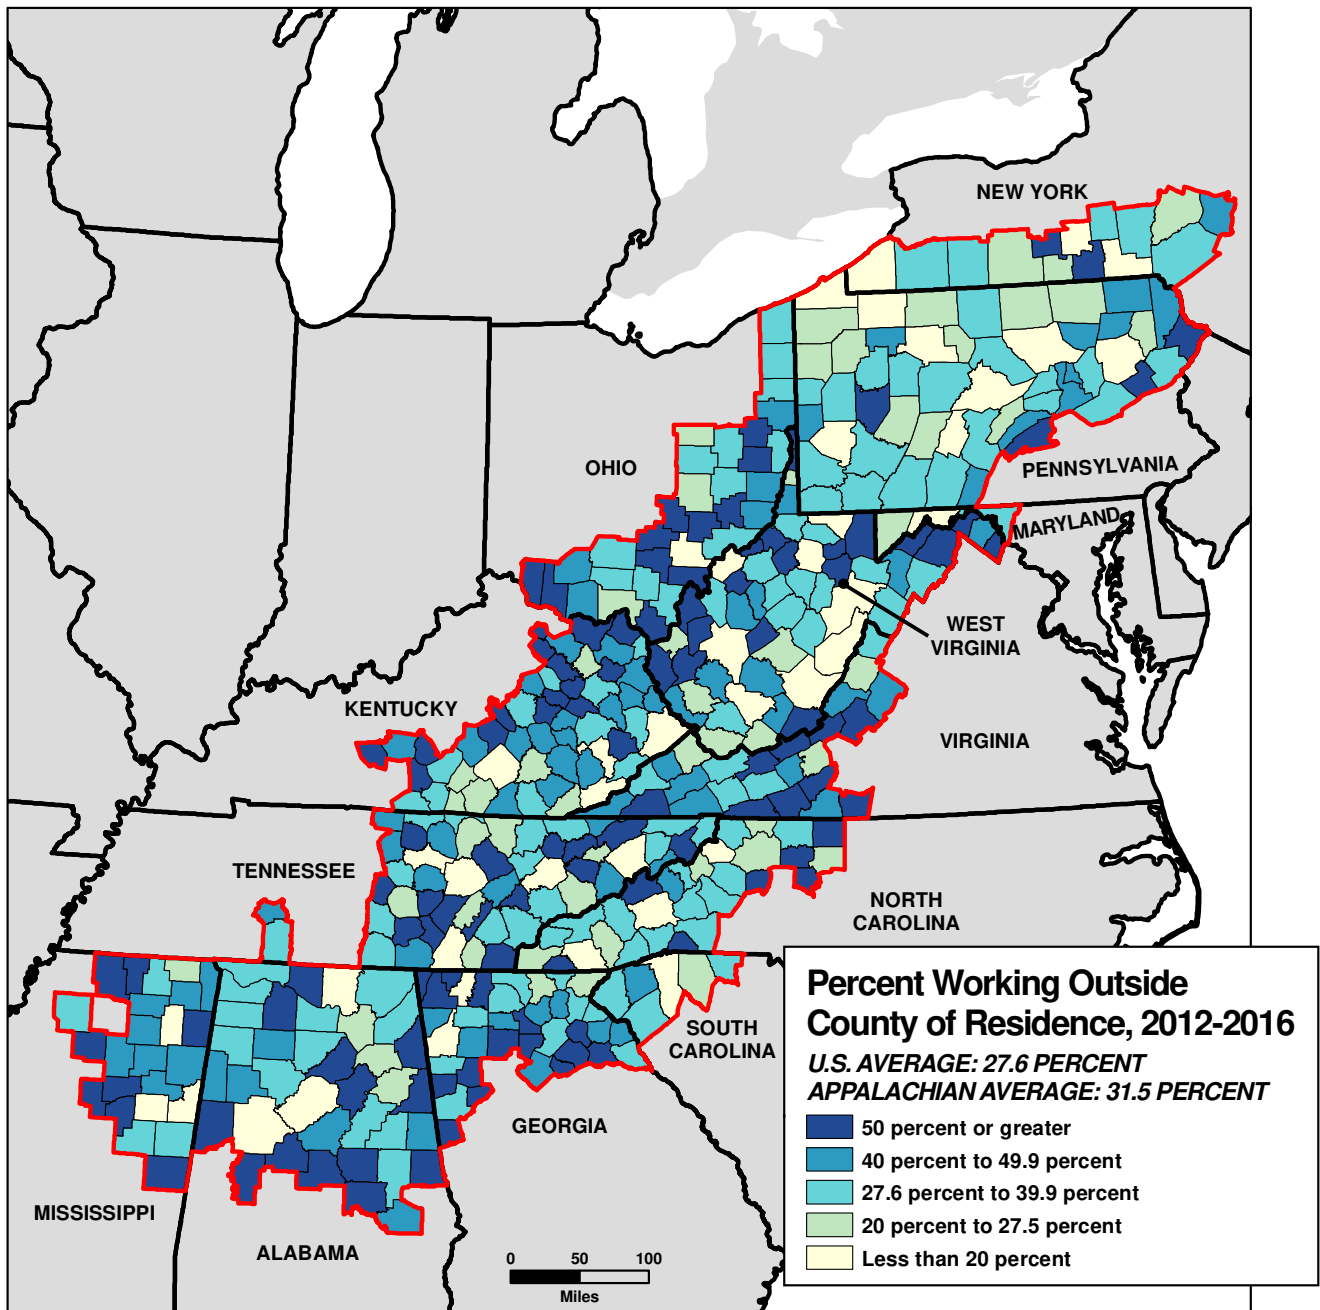 NEW YORK
OHIO
PENNSYLVANIA
MARYLAND
WEST
VIRGINIA
KENTUCKY
VIRGINIA
TENNESSEE
NORTH
CAROLINA
SOUTH
CAROLINA
GEORGIA
MISSISSIPPI
ALABAMA
0 50 100
Miles
Percent Working Outside
County of Residence, 2012-2016
U.S. AVERAGE: 27.6 PERCENT
APPALACHIAN AVERAGE: 31.5 PERCENT
50 percent or greater
40 percent to 49.9 percent
27.6 percent to 39.9 percent
20 percent to 27.5 percent
Less than 20 percent